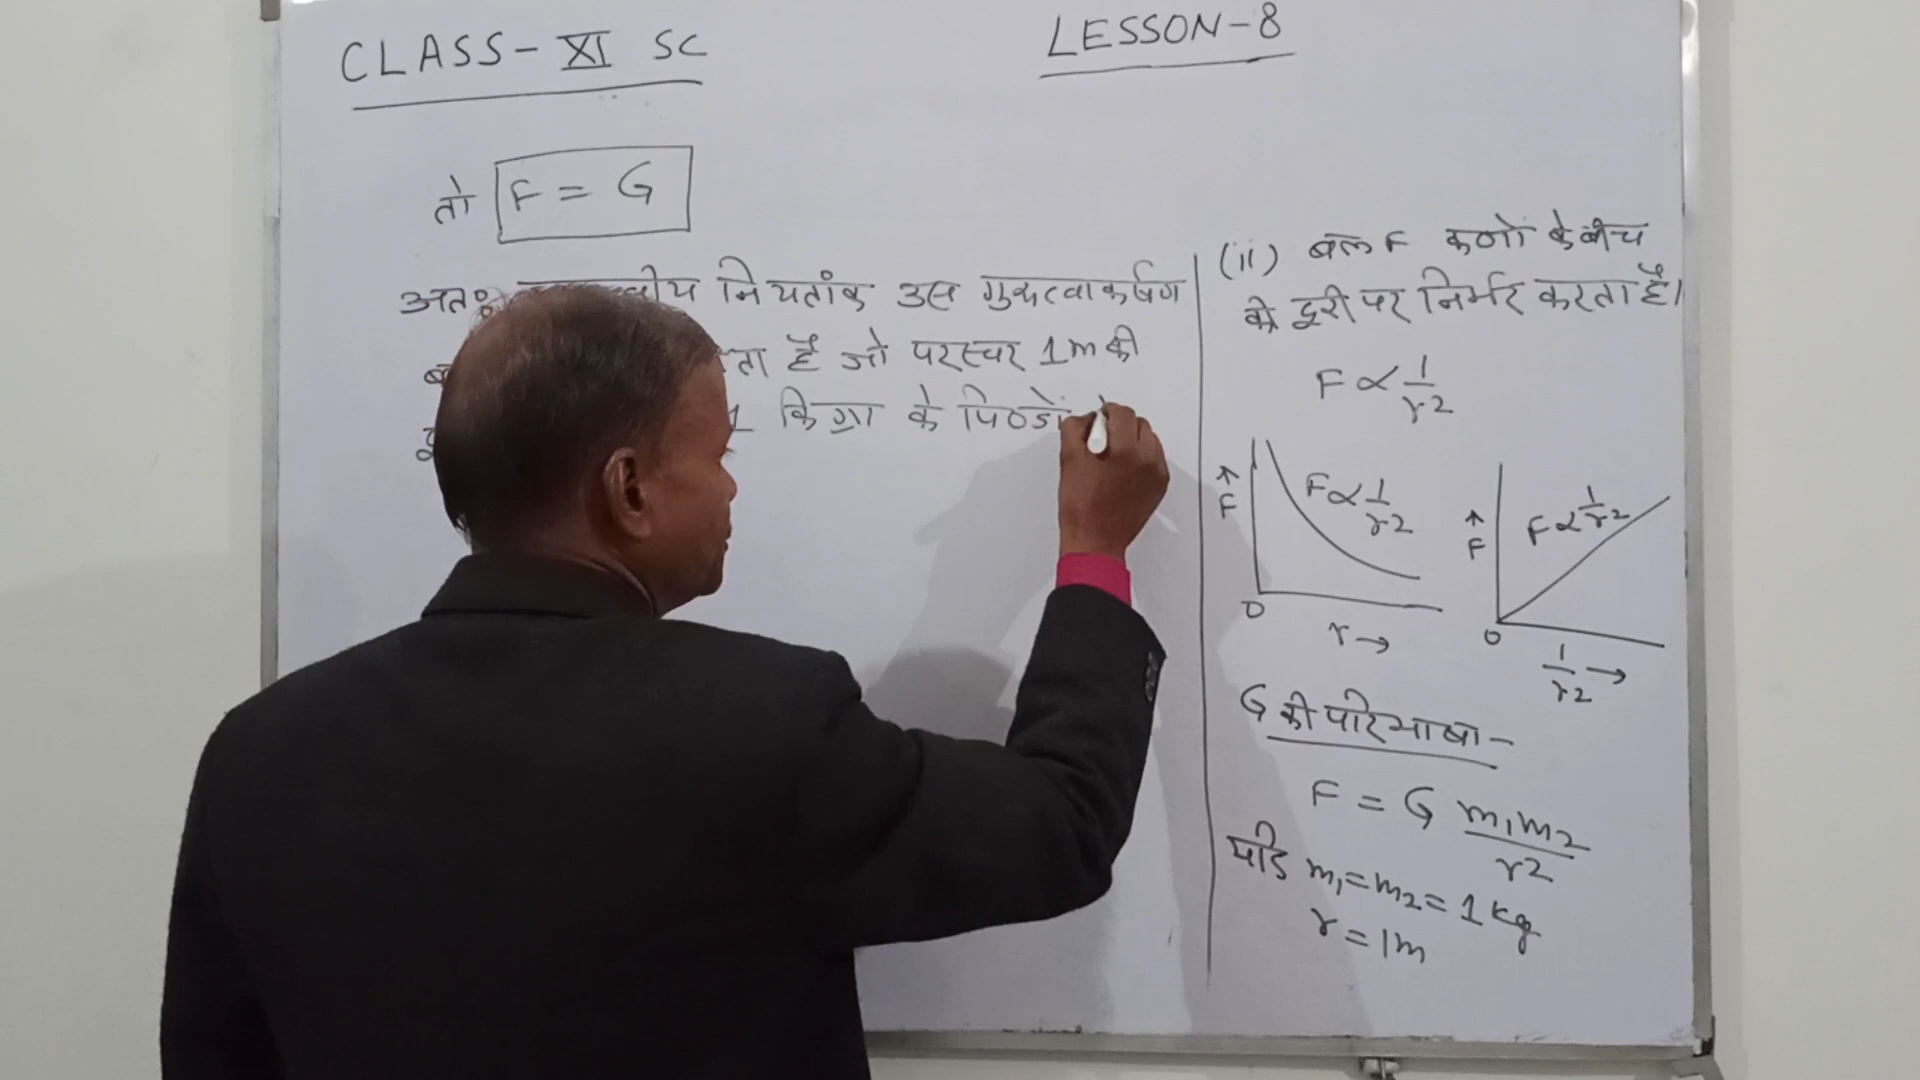 CLASS-XI SC
LESSON-8
तो F = G
अतः नियतांक उस गुरुत्वाकर्षण
ता है जो परस्पर 1m की
1 किग्रा के पिण्डों
(ii) बल F कणों के बीच
की दूरी पर निर्भर करता है।
F ∝ 1/r2
↑ F
F ∝ 1/r2
0
r →
↑ F
F ∝ 1/r2
0
1/r2 →
G की परिभाषा -
F = G m₁m₂/r2
यदि m₁ = m₂ = 1 kg
r = 1m